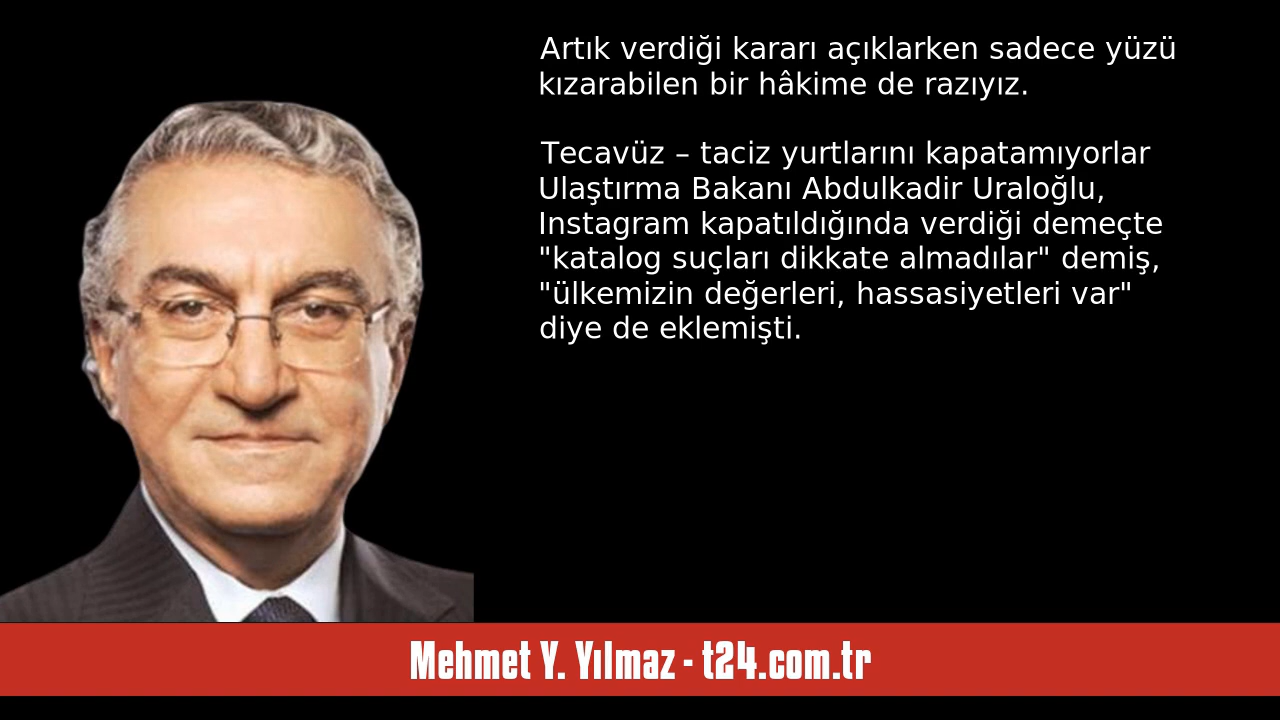 Artık verdiği kararı açıklarken sadece yüzü
kızarabilen bir hâkime de razıyız.
Tecavüz – taciz yurtlarını kapatamıyorlar
Ulaştırma Bakanı Abdulkadir Uraloğlu,
Instagram kapatıldığında verdiği demeçte
"katalog suçları dikkate almadılar" demiş,
"ülkemizin değerleri, hassasiyetleri var"
diye de eklemişti.
Mehmet Y. Yılmaz - t24.com.tr